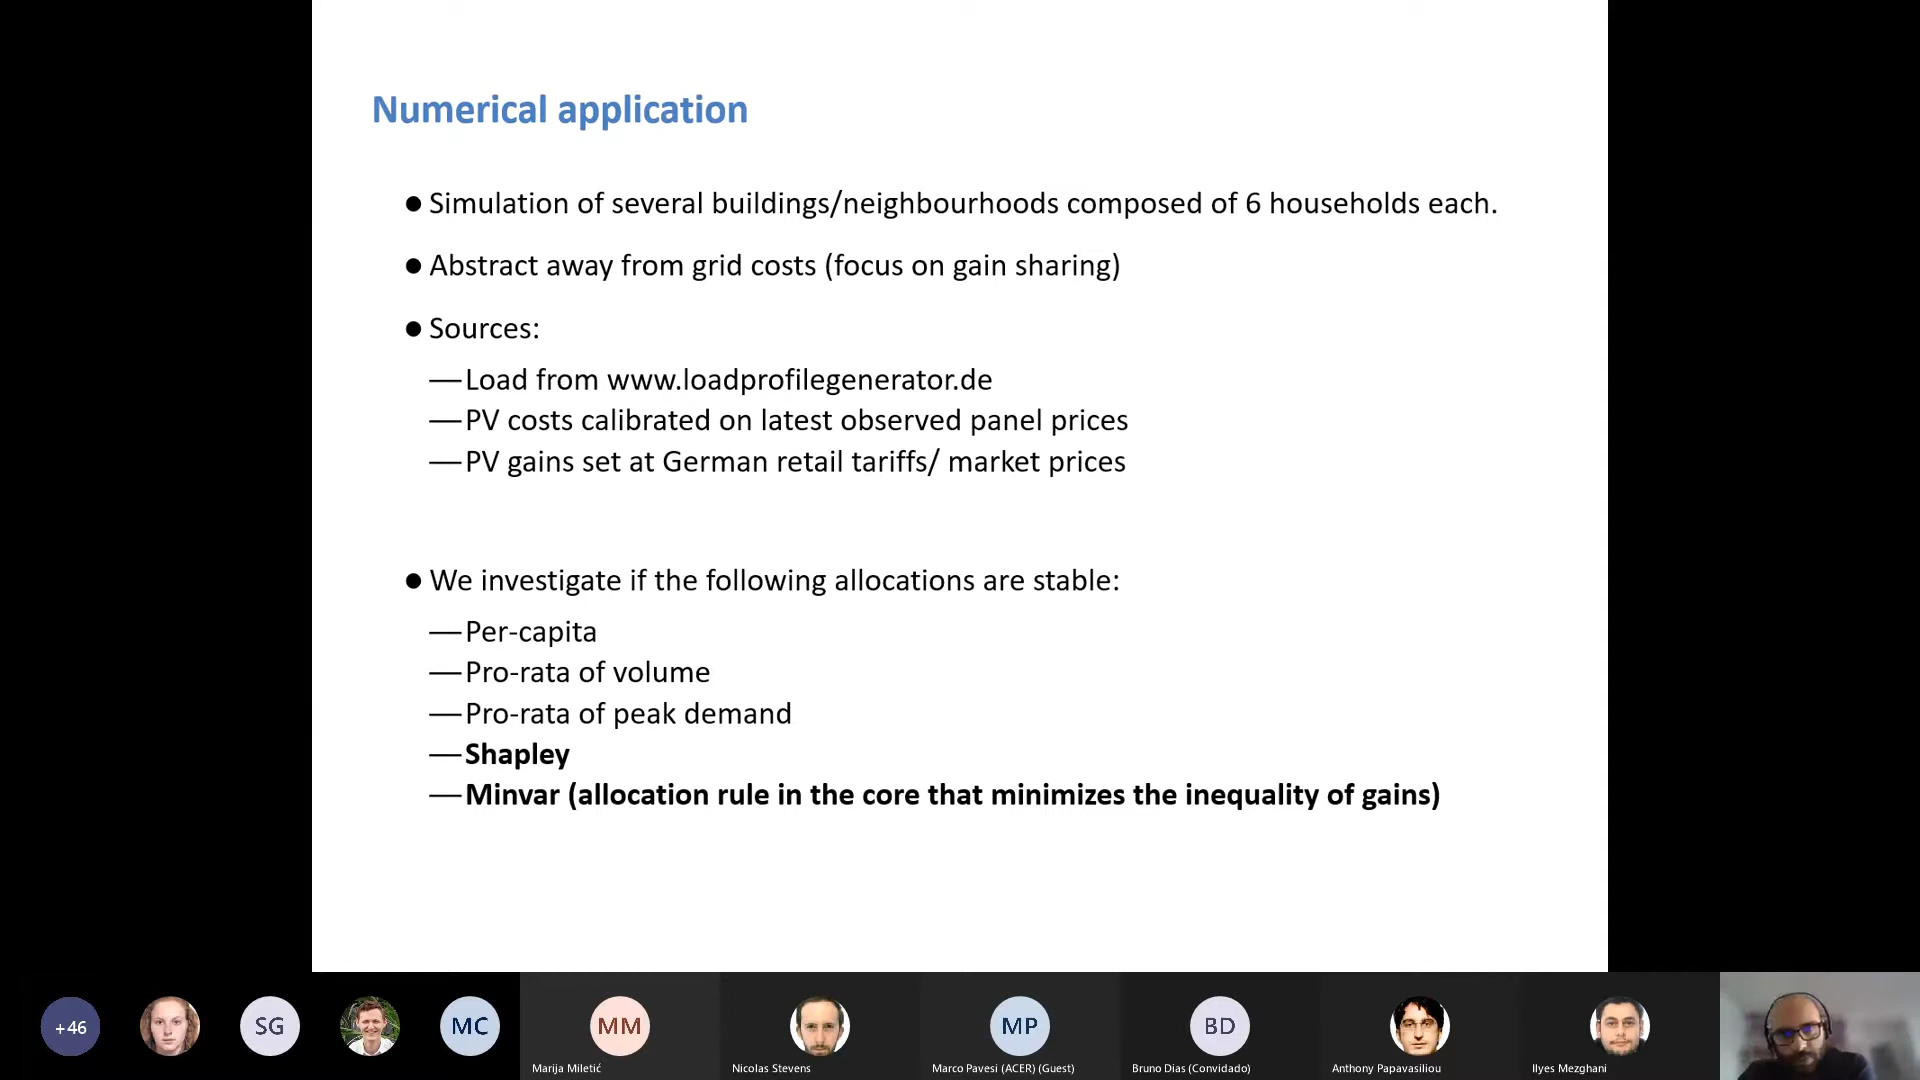 Numerical application
● Simulation of several buildings/neighbourhoods composed of 6 households each.
● Abstract away from grid costs (focus on gain sharing)
● Sources:
—Load from www.loadprofilegenerator.de
—PV costs calibrated on latest observed panel prices
—PV gains set at German retail tariffs/ market prices
● We investigate if the following allocations are stable:
—Per-capita
—Pro-rata of volume
—Pro-rata of peak demand
—Shapley
—Minvar (allocation rule in the core that minimizes the inequality of gains)
+46
SG
MC
MM
MP
BD
Marija Miletić
Nicolas Stevens
Marco Pavesi (ACER) (Guest)
Bruno Dias (Convidado)
Anthony Papavasiliou
Ilyes Mezghani